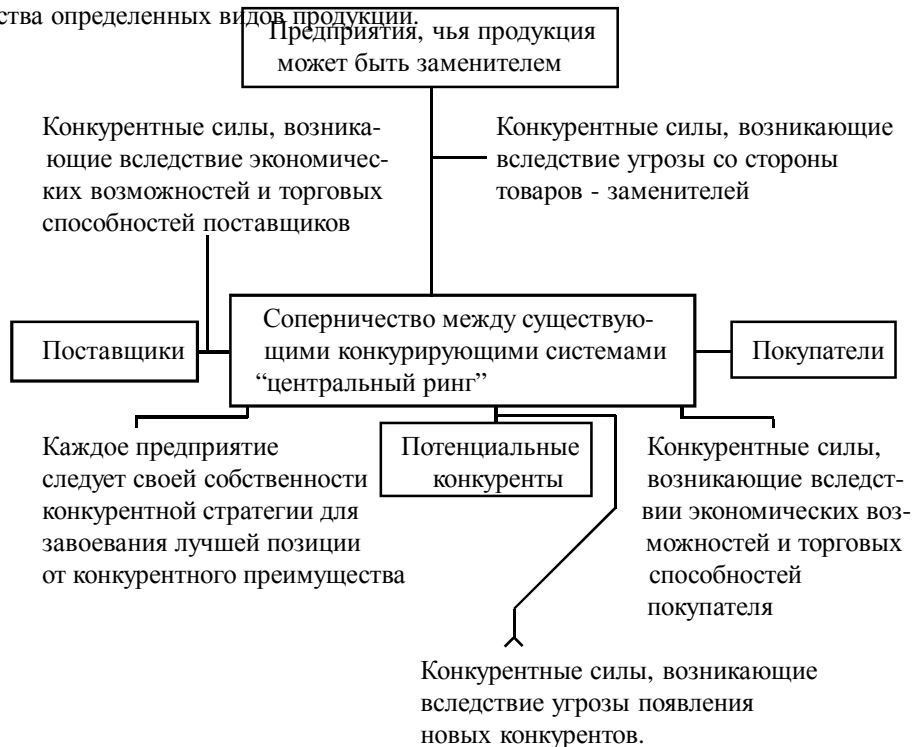 ства определенных видов продукции.
Предприятия, чья продукция
может быть заменителем
Конкурентные силы, возника-
ющие вследствие экономичес-
ких возможностей и торговых
способностей поставщиков
Конкурентные силы, возникающие
вследствие угрозы со стороны
товаров - заменителей
Поставщики
Соперничество между существую-
щими конкурирующими системами
“центральный ринг”
Покупатели
Каждое предприятие
следует своей собственности
конкурентной стратегии для
завоевания лучшей позиции
от конкурентного преимущества
Потенциальные
конкуренты
Конкурентные силы,
возникающие вследст-
вии экономических воз-
можностей и торговых
способностей
покупателя
Конкурентные силы, возникающие
вследствие угрозы появления
новых конкурентов.